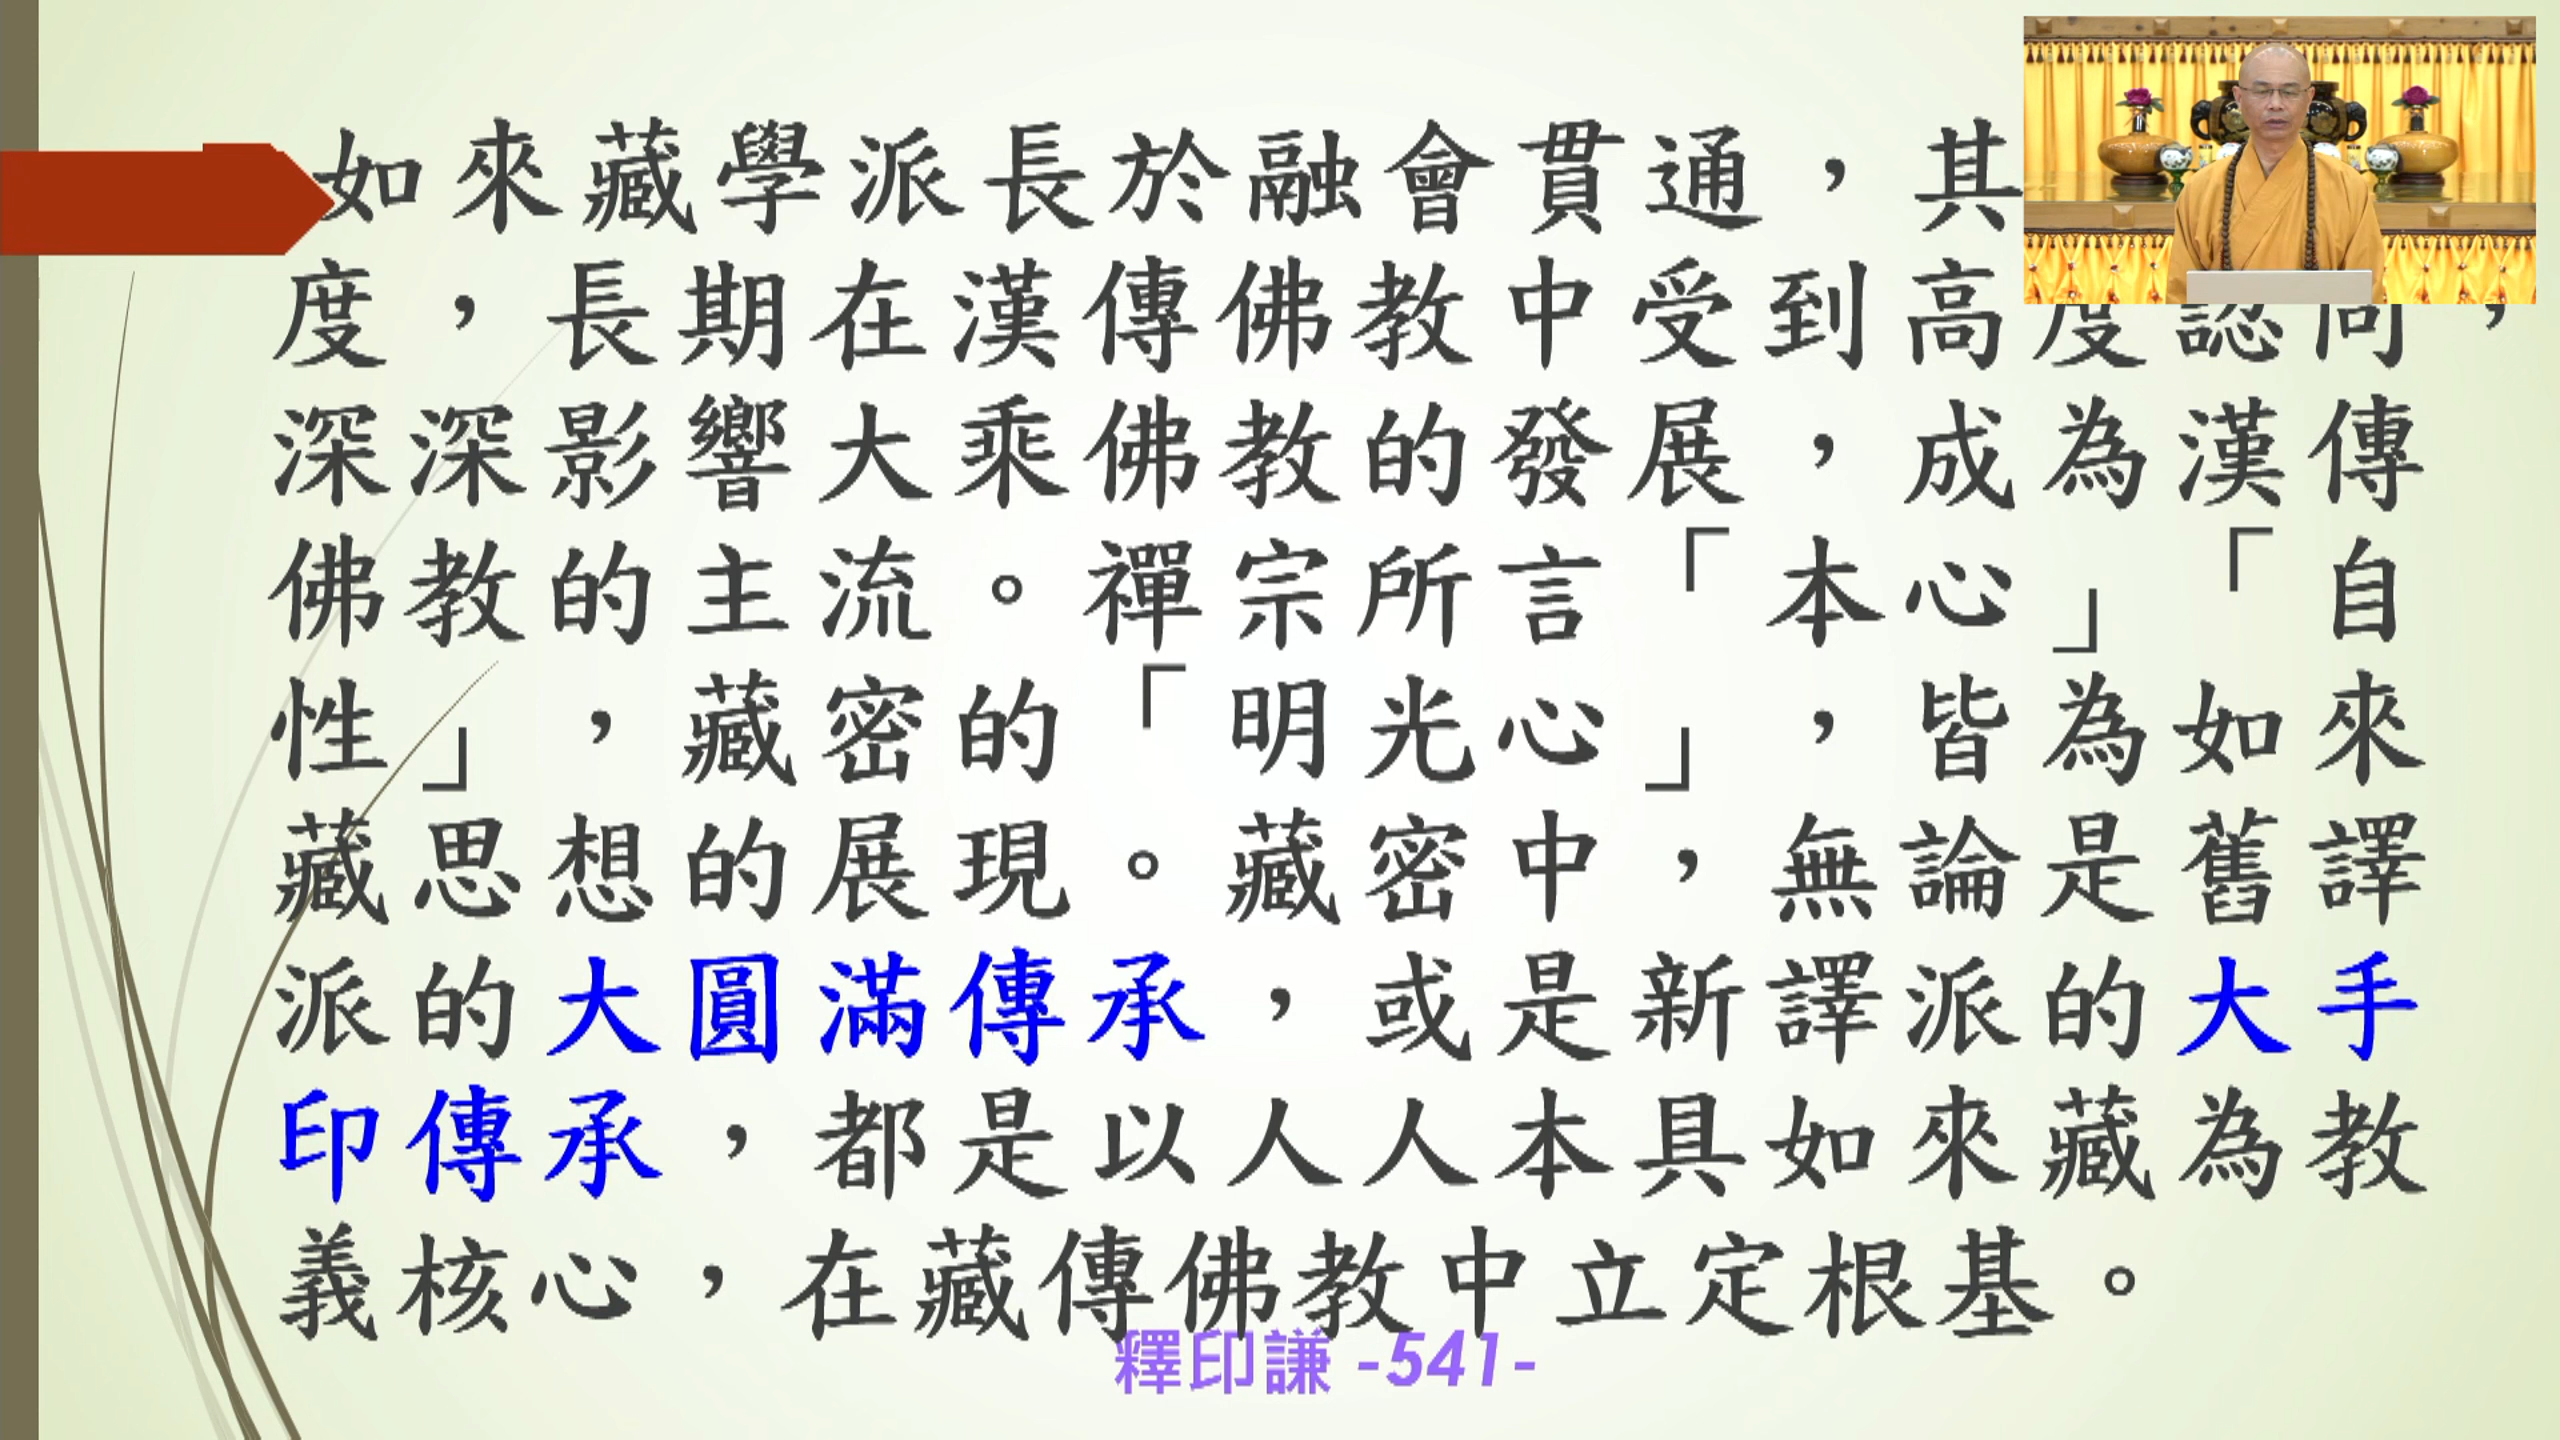 如來藏學派長於融會貫通，其
度，長期在漢傳佛教中受到高度認同，
深深影響大乘佛教的發展，成為漢傳
佛教的主流。禪宗所言「本心」「自
性」，藏密的「明光心」，皆為如來
藏思想的展現。藏密中，無論是舊譯
派的大圓滿傳承，或是新譯派的大手
印傳承，都是以人人本具如來藏為教
義核心，在藏傳佛教中立定根基。
釋印謙 -541-